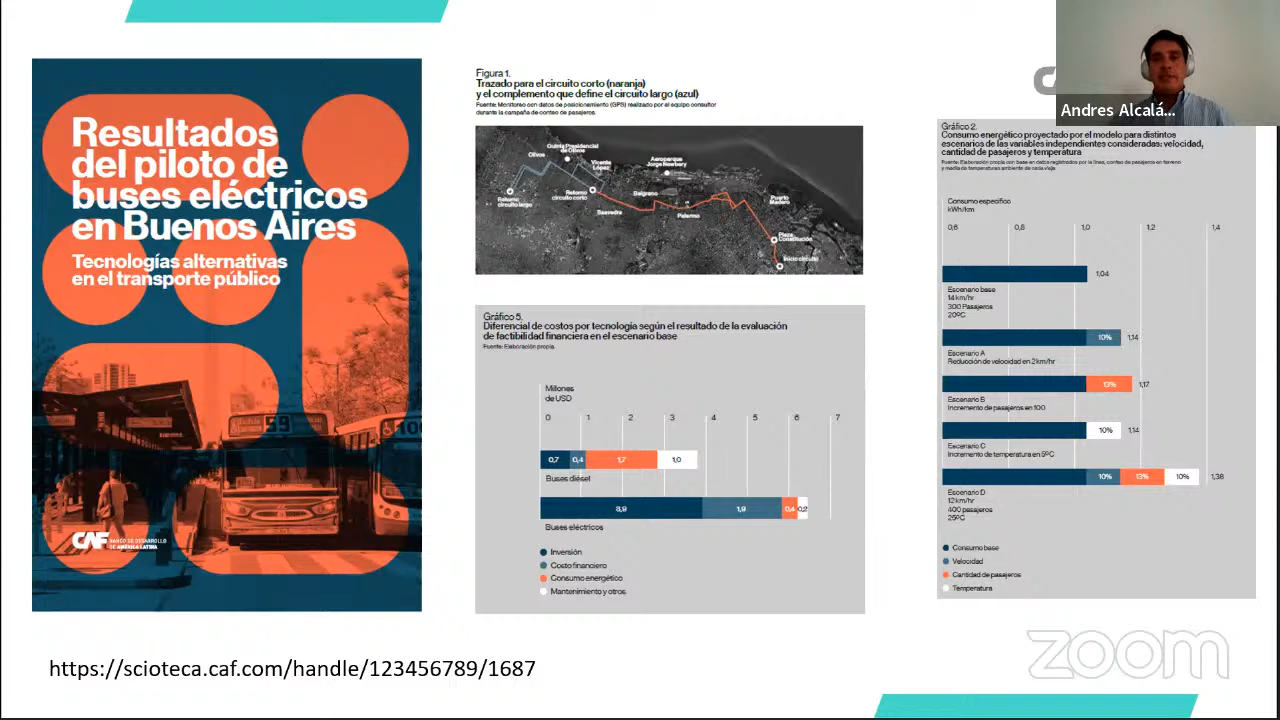 Resultados
del piloto de
buses eléctricos
en Buenos Aires
Tecnologías alternativas
en el transporte público
59
CAF BANCO DE DESARROLLO
DE AMÉRICA LATINA
https://scioteca.caf.com/handle/123456789/1687
Figura 1.
Trazado para el circuito corto (naranja)
y el complemento que define el circuito largo (azul)
Fuente: Monitoreo con datos de posicionamiento (GPS) realizado por el equipo consultor
durante la campaña de conteo de pasajeros.
Quinta Presidencial
de Olivos
Olivos
Vicente
López
Aeroparque
Jorge Newbery
Retorno
circuito largo
Retorno
circuito corto
Belgrano
Saavedra
Palermo
Puerto
Madero
Plaza
Constitución
Inicio circuito
Gráfico 5.
Diferencial de costos por tecnología según el resultado de la evaluación
de factibilidad financiera en el escenario base
Fuente: Elaboración propia.
Millones
de USD
0 1 2 3 4 5 6 7
0,7 0,4 1,7 1,0
Buses diésel
3,9 1,9 0,4 0,2
Buses eléctricos
Inversión
Costo financiero
Consumo energético
Mantenimiento y otros
Andres Alcalá...
Gráfico 2.
Consumo energético proyectado por el modelo para distintos
escenarios de las variables independientes consideradas: velocidad,
cantidad de pasajeros y temperatura
Fuente: Elaboración propia con base en datos registrados por la línea, conteo de pasajeros en terreno
y media de temperaturas ambiente de cada viaje
Consumo específico
kWh/km
0,6 0,8 1,0 1,2 1,4
1,04
Escenario base
14 km/hr
300 Pasajeros
20ºC
10% 1,14
Escenario A
Reducción de velocidad en 2 km/hr
13% 1,17
Escenario B
Incremento de pasajeros en 100
10% 1,14
Escenario C
Incremento de temperatura en 5ºC
10% 13% 10% 1,38
Escenario D
12 km/hr
400 pasajeros
25ºC
Consumo base
Velocidad
Cantidad de pasajeros
Temperatura
zoom